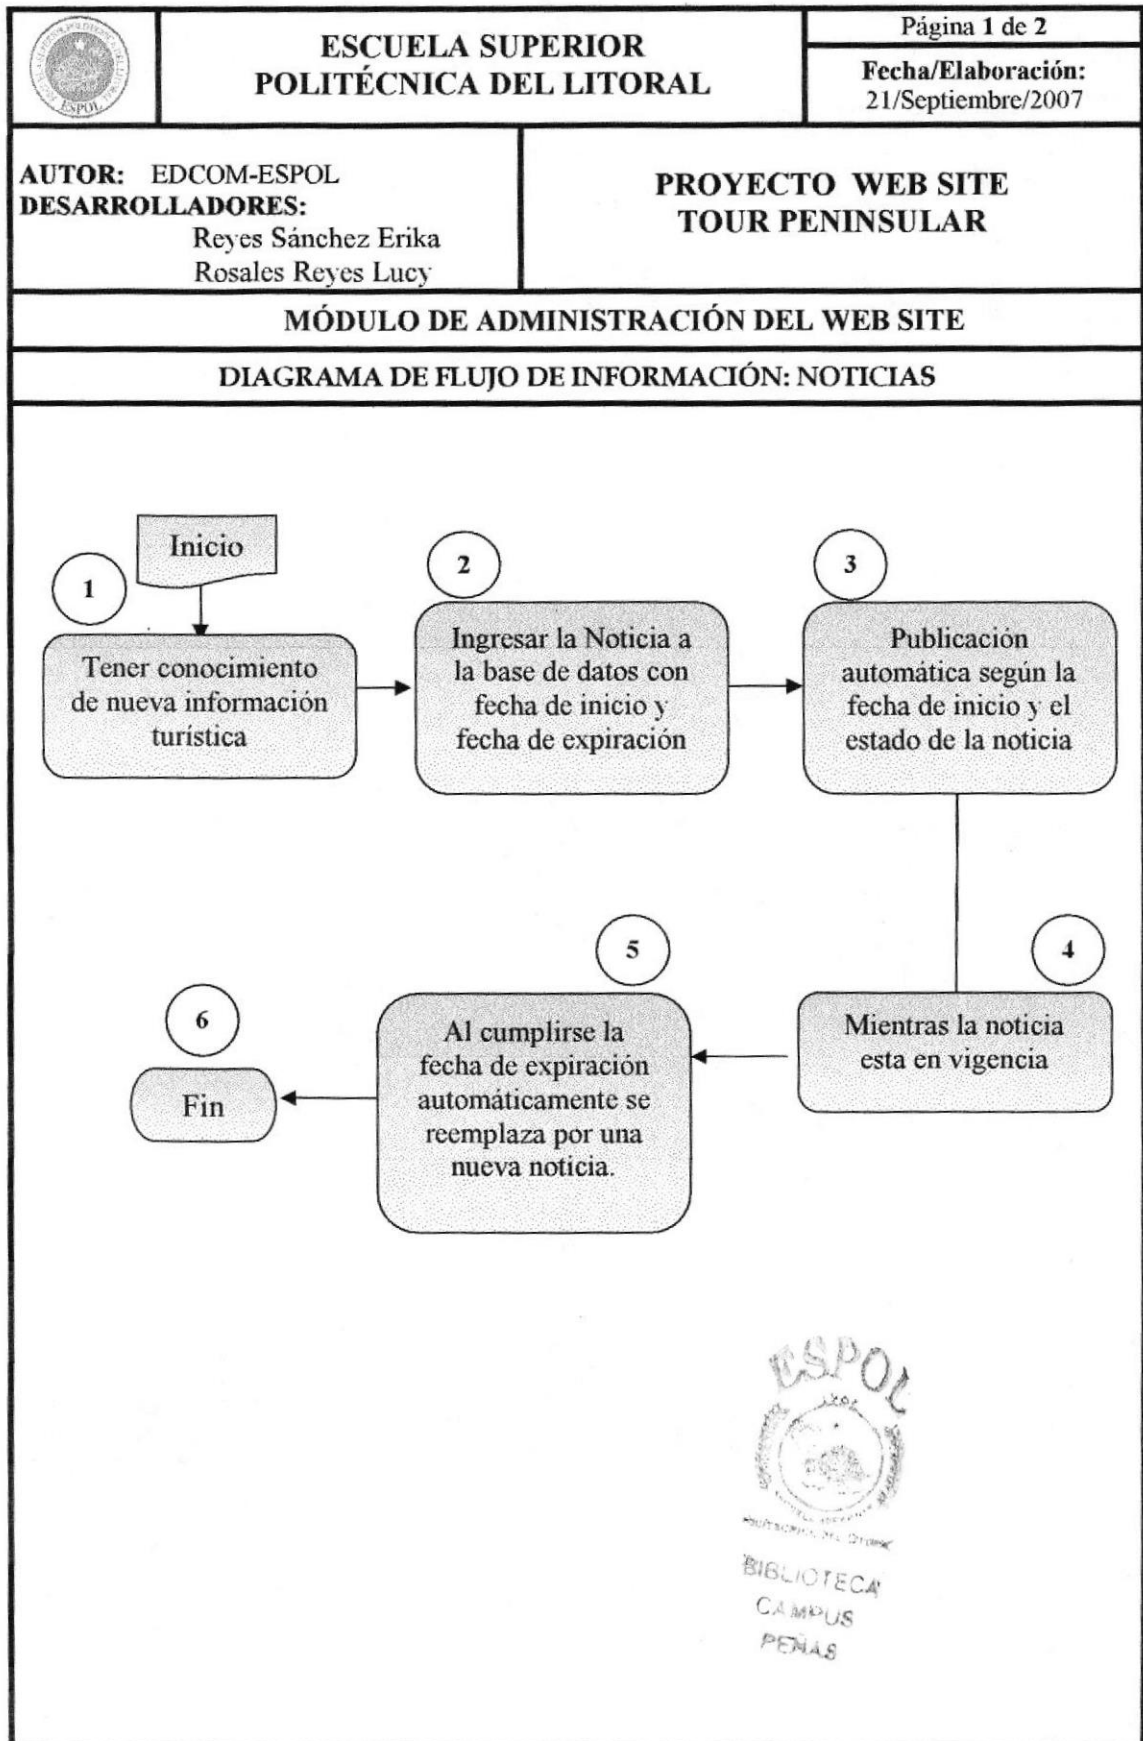 ESPOL
ESCUELA SUPERIOR
POLITÉCNICA DEL LITORAL
Página 1 de 2
Fecha/Elaboración:
21/Septiembre/2007
AUTOR: EDCOM-ESPOL
DESARROLLADORES:
Reyes Sánchez Erika
Rosales Reyes Lucy
PROYECTO WEB SITE
TOUR PENINSULAR
MÓDULO DE ADMINISTRACIÓN DEL WEB SITE
DIAGRAMA DE FLUJO DE INFORMACIÓN: NOTICIAS
Inicio
1
Tener conocimiento
de nueva información
turística
2
Ingresar la Noticia a
la base de datos con
fecha de inicio y
fecha de expiración
3
Publicación
automática según la
fecha de inicio y el
estado de la noticia
4
Mientras la noticia
esta en vigencia
5
Al cumplirse la
fecha de expiración
automáticamente se
reemplaza por una
nueva noticia.
6
Fin
ESPOL
POLITECNICA DEL LITORAL
BIBLIOTECA
CAMPUS
PEÑAS